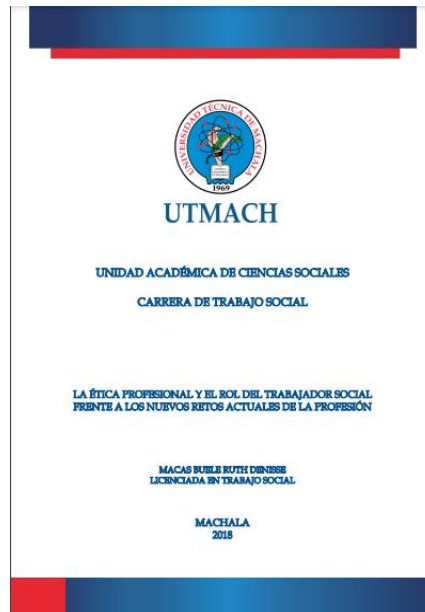 UNIVERSIDAD TÉCNICA DE MACHALA
1969
UTMACH
UNIDAD ACADÉMICA DE CIENCIAS SOCIALES
CARRERA DE TRABAJO SOCIAL
LA ÉTICA PROFESIONAL Y EL ROL DEL TRABAJADOR SOCIAL
FRENTE A LOS NUEVOS RETOS ACTUALES DE LA PROFESIÓN
MACAS BUELE RUTH DENISSE
LICENCIADA EN TRABAJO SOCIAL
MACHALA
2018